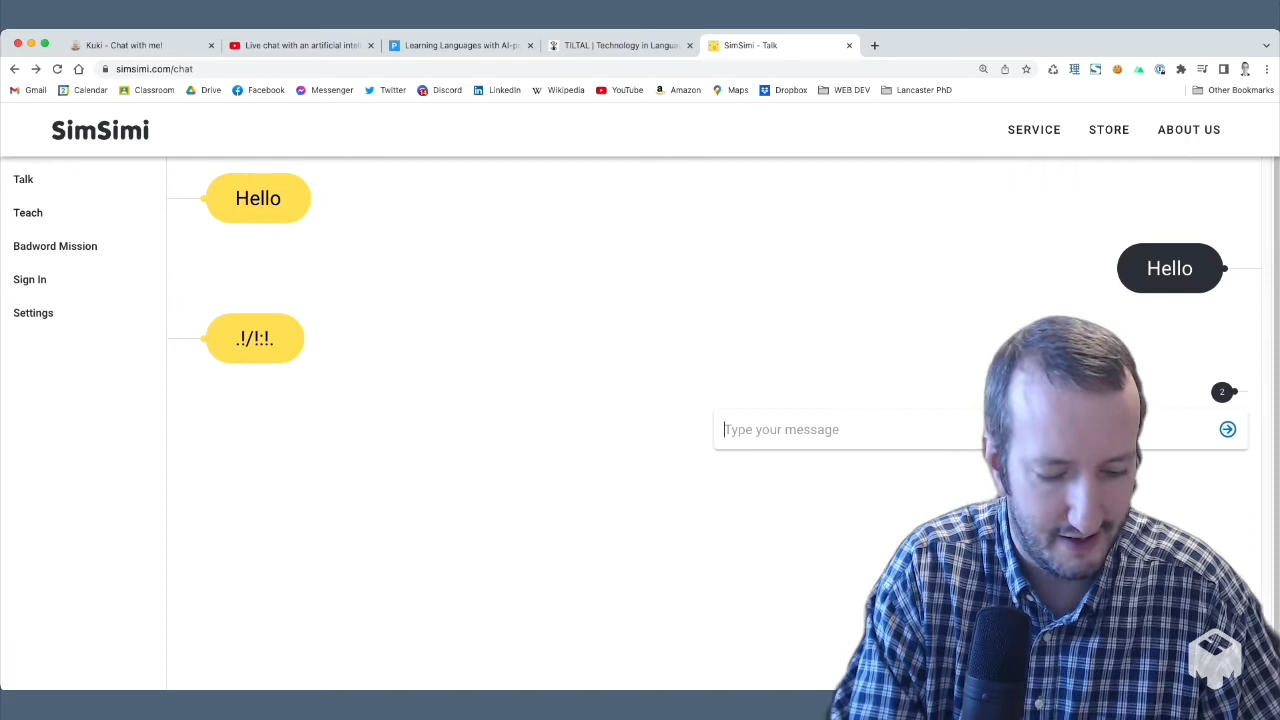 Kuki - Chat with me!
Live chat with an artificial intell
Learning Languages with AI-po
TILTAL | Technology in Langua
SimSimi - Talk
simsimi.com/chat
Gmail
Calendar
Classroom
Drive
Facebook
Messenger
Twitter
Discord
LinkedIn
Wikipedia
YouTube
Amazon
Maps
Dropbox
WEB DEV
Lancaster PhD
Other Bookmarks
SimSimi
SERVICE
STORE
ABOUT US
Talk
Teach
Badword Mission
Sign In
Settings
Hello
Hello
.!/!:!.
2
Type your message